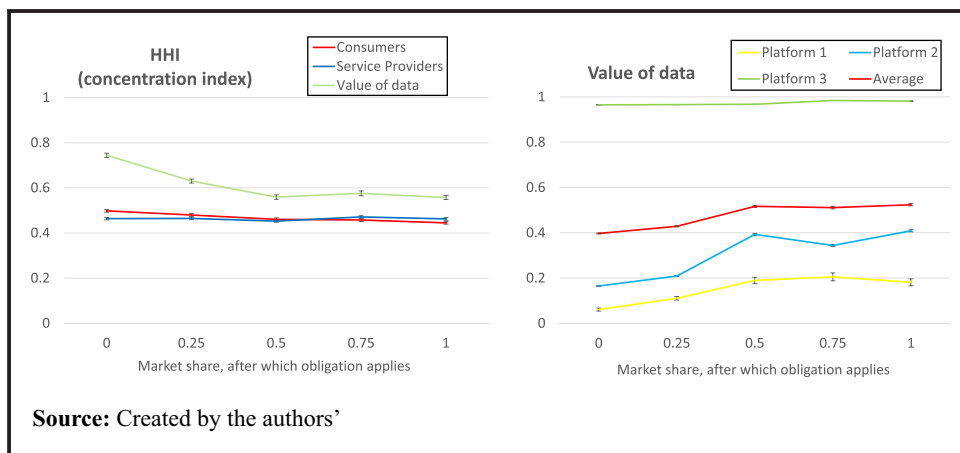 HHI
(concentration index)
Consumers
Service Providers
Value of data
1
0.8
0.6
0.4
0.2
0
0 0.25 0.5 0.75 1
Market share, after which obligation applies
Value of data
Platform 1 Platform 2
Platform 3 Average
1
0.8
0.6
0.4
0.2
0
0 0.25 0.5 0.75 1
Market share, after which obligation applies
Source: Created by the authors’